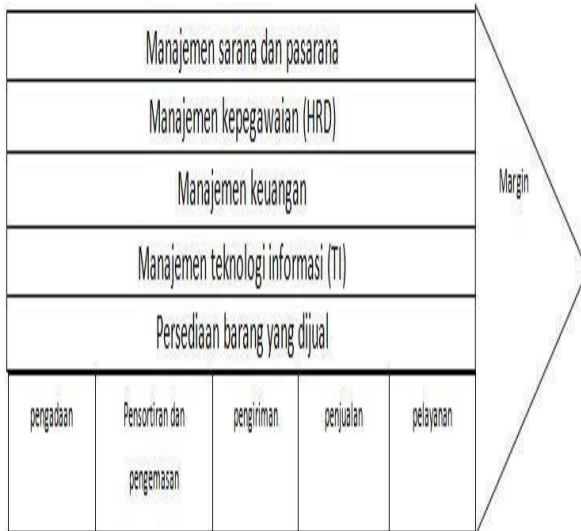 Manajemen sarana dan pasarana
Manajemen kepegawaian (HRD)
Manajemen keuangan
Manajemen teknologi informasi (TI)
Persediaan barang yang dijual
Margin
pengadaan
Pensortiran dan
pengemasan
pengiriman
penjualan
pelayanan